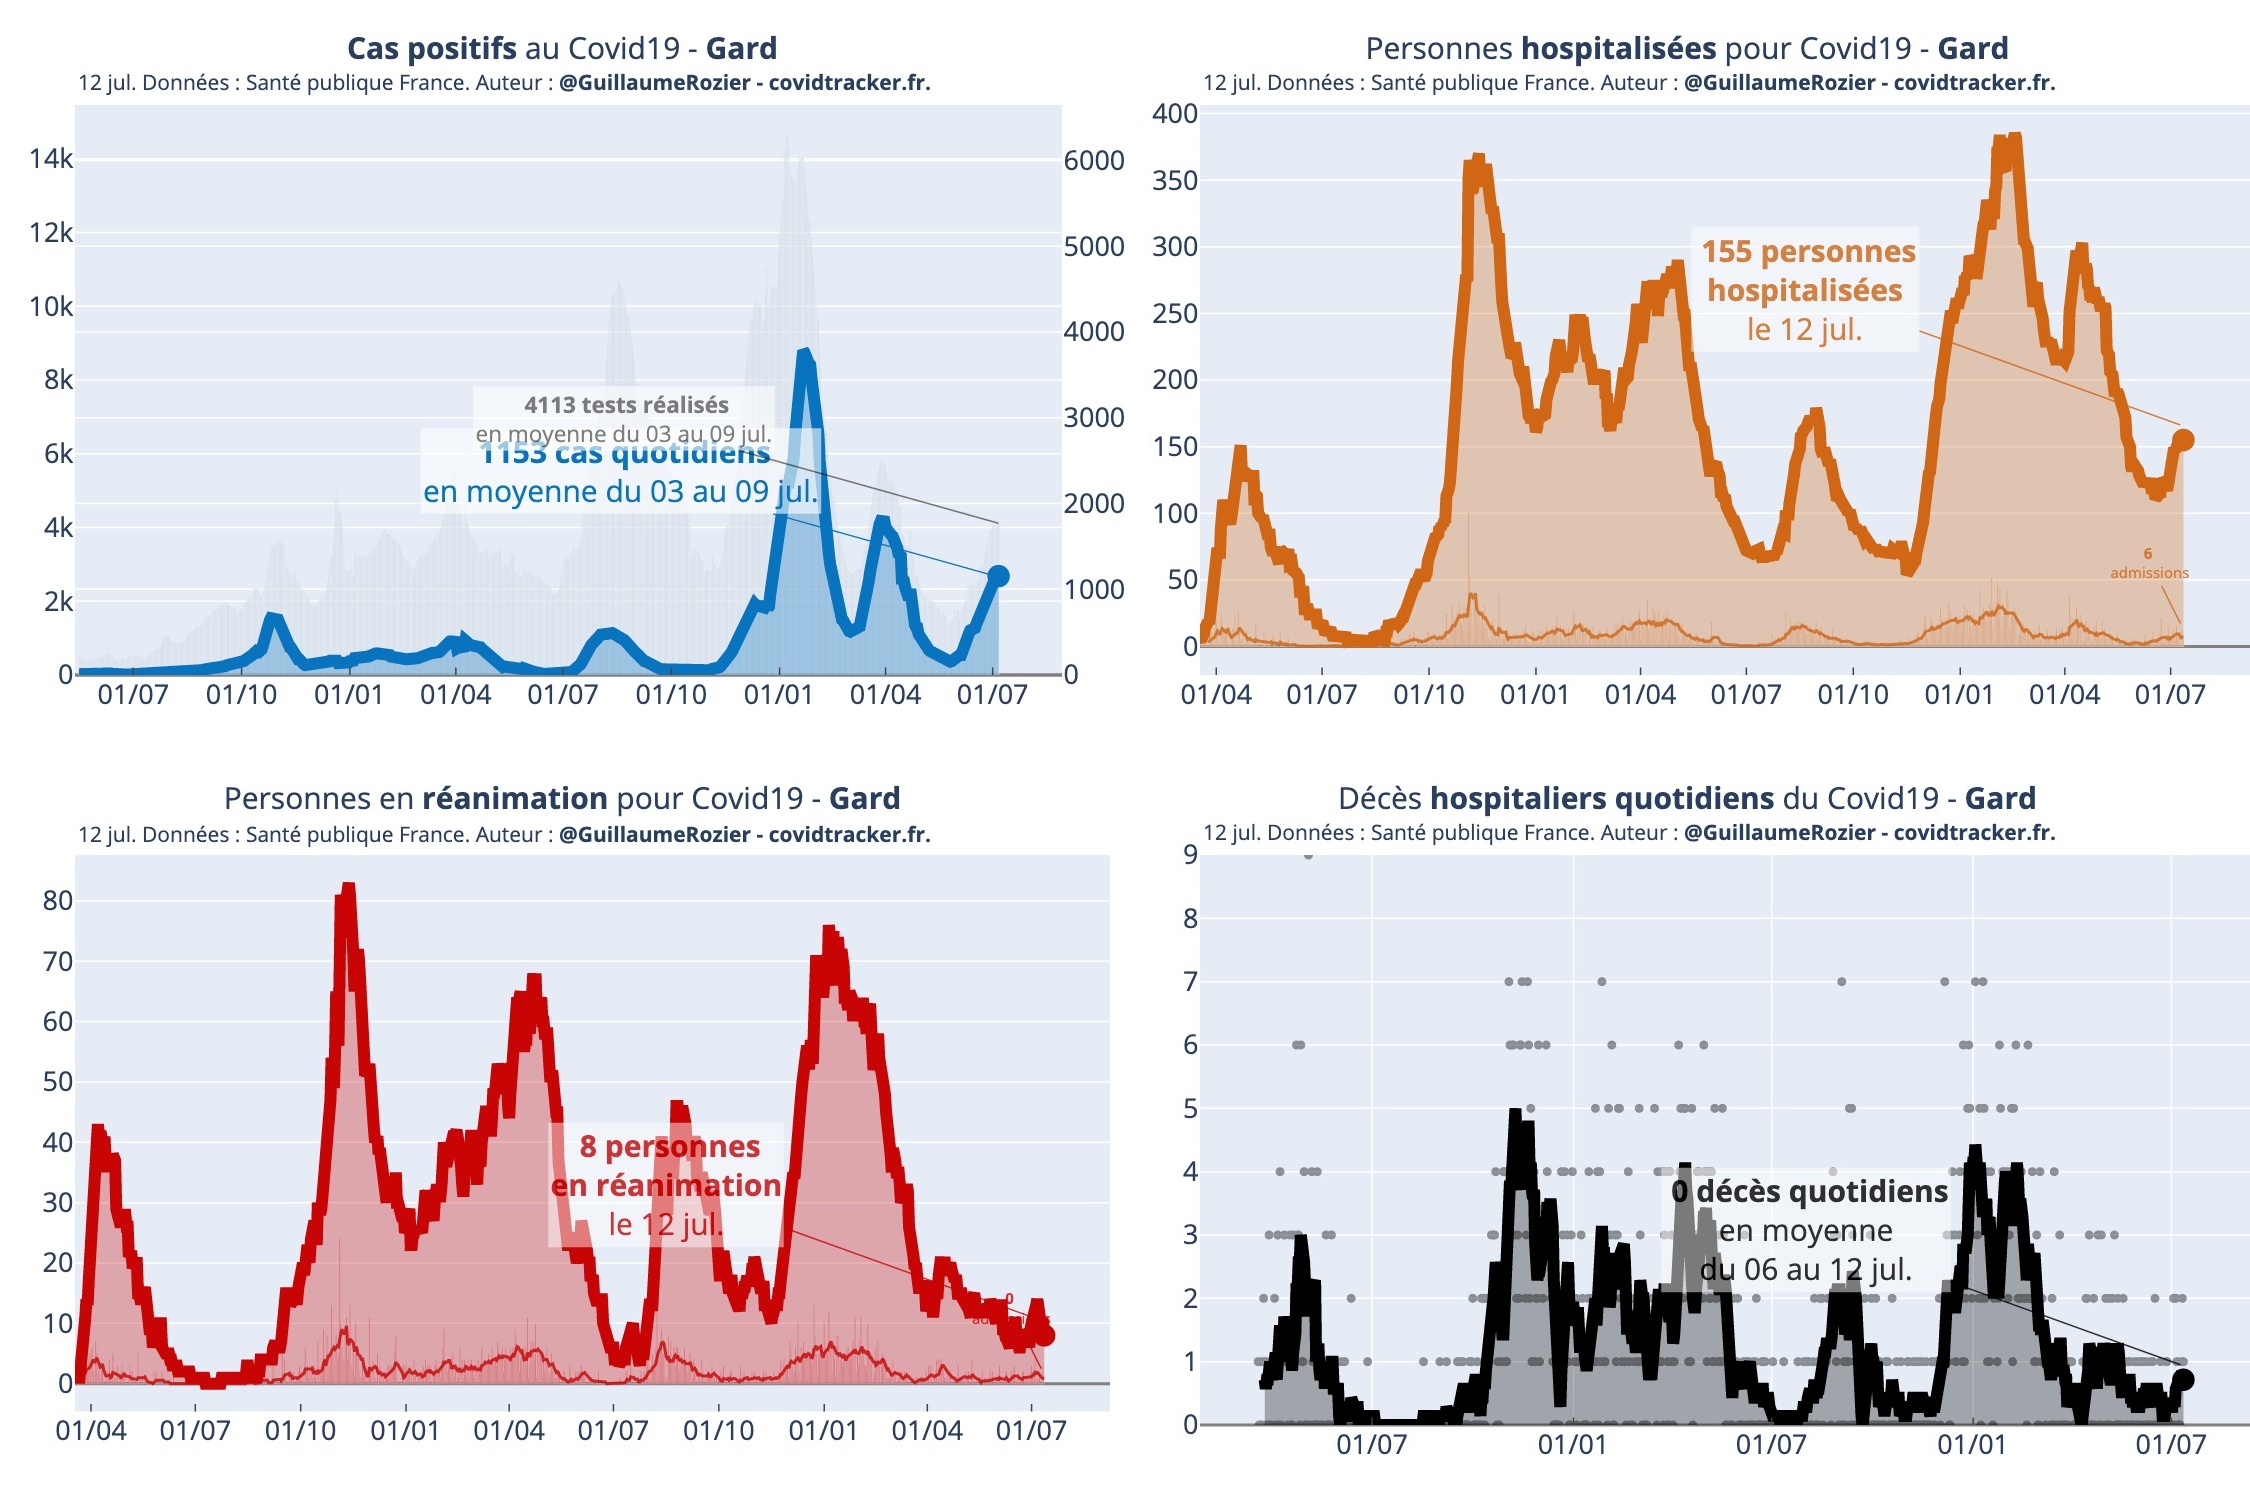 Cas positifs au Covid19 - Gard
12 jul. Données : Santé publique France. Auteur : @GuillaumeRozier - covidtracker.fr.
14k
12k
10k
8k
6k
4k
2k
0
6000
5000
4000
3000
2000
1000
0
4113 tests réalisés
en moyenne du 03 au 09 jul.
1153 cas quotidiens
en moyenne du 03 au 09 jul.
01/07 01/10 01/01 01/04 01/07 01/10 01/01 01/04 01/07
Personnes hospitalisées pour Covid19 - Gard
12 jul. Données : Santé publique France. Auteur : @GuillaumeRozier - covidtracker.fr.
400
350
300
250
200
150
100
50
0
155 personnes
hospitalisées
le 12 jul.
6
admissions
01/04 01/07 01/10 01/01 01/04 01/07 01/10 01/01 01/04 01/07
Personnes en réanimation pour Covid19 - Gard
12 jul. Données : Santé publique France. Auteur : @GuillaumeRozier - covidtracker.fr.
80
70
60
50
40
30
20
10
0
8 personnes
en réanimation
le 12 jul.
0
01/04 01/07 01/10 01/01 01/04 01/07 01/10 01/01 01/04 01/07
Décès hospitaliers quotidiens du Covid19 - Gard
12 jul. Données : Santé publique France. Auteur : @GuillaumeRozier - covidtracker.fr.
9
8
7
6
5
4
3
2
1
0
0 décès quotidiens
en moyenne
du 06 au 12 jul.
01/07 01/01 01/07 01/01 01/07